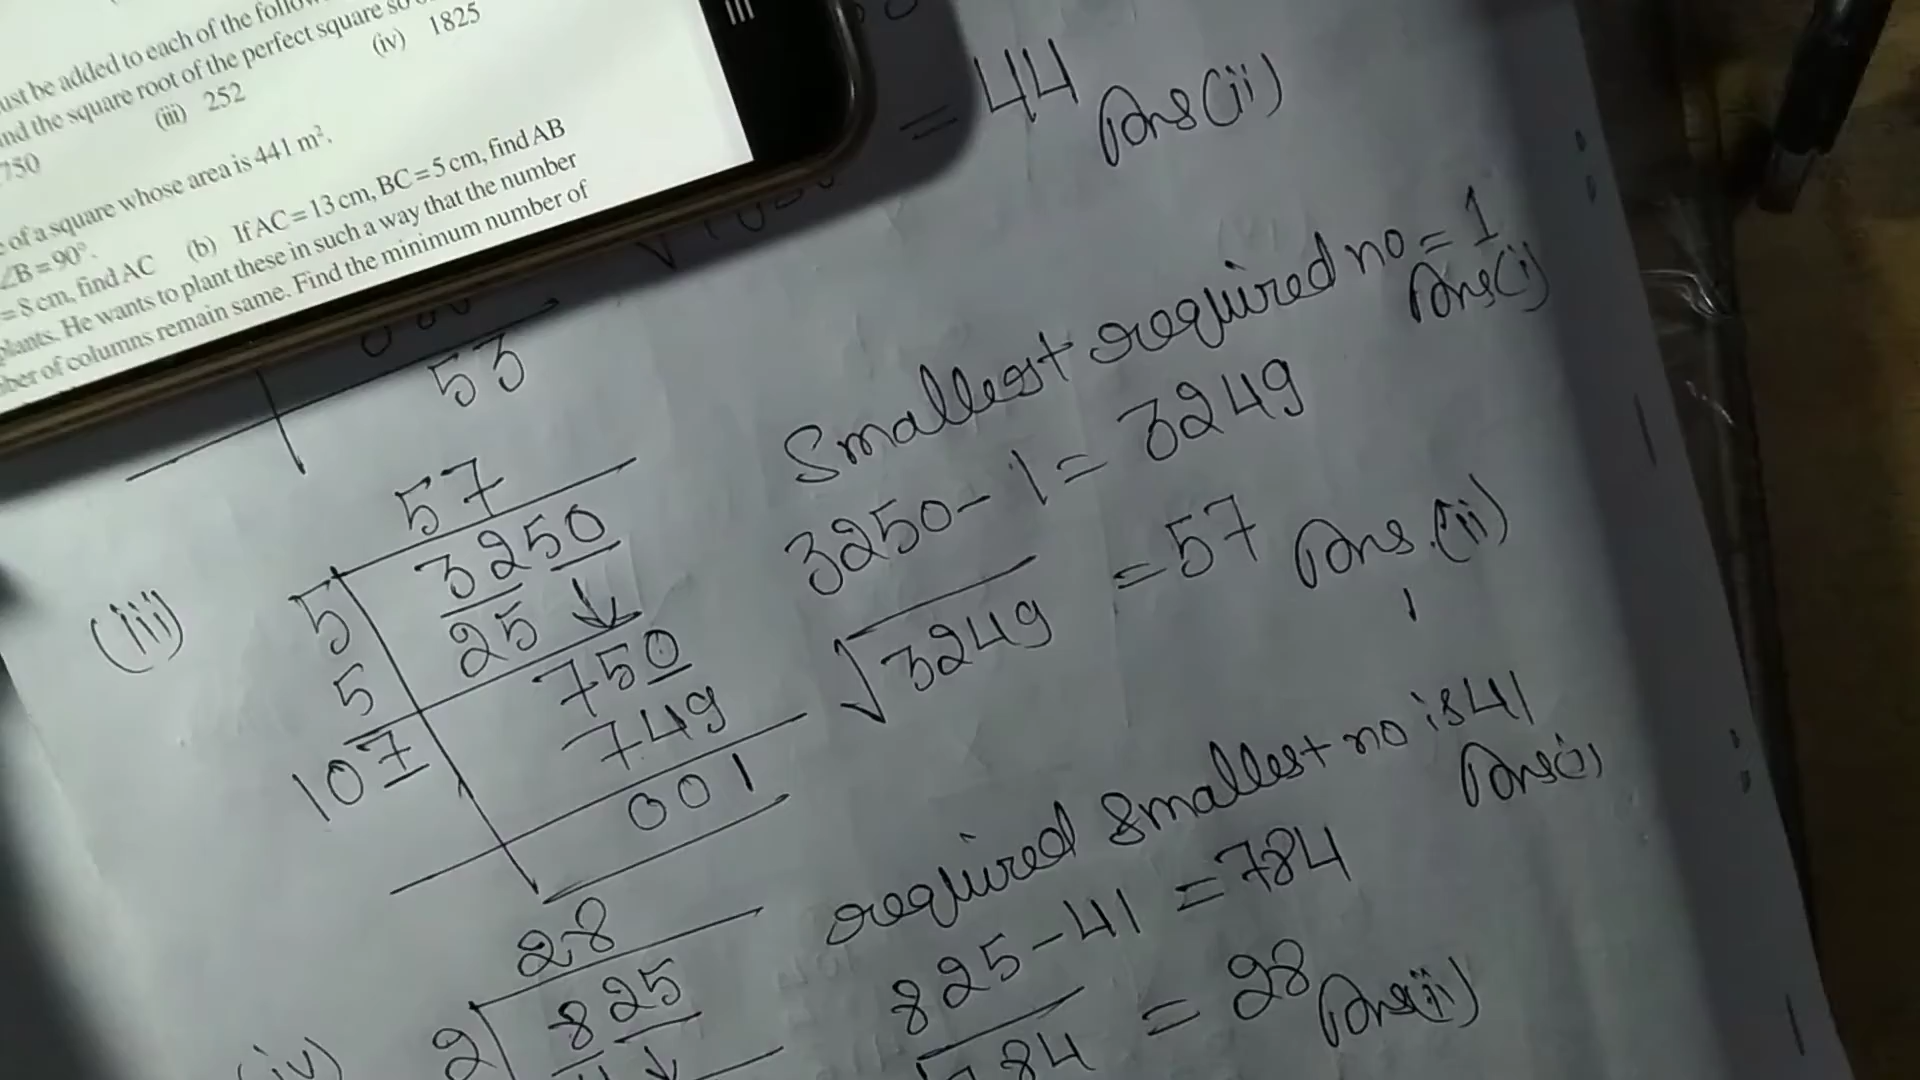 ust be added to each of the
nd the square root of the perfect square so
750 (iii) 252 (iv) 1825
of a square whose area is 441 m².
∠B = 90°.
= 8 cm, find AC (b) If AC = 13 cm, BC = 5 cm, find AB
plants. He wants to plant these in such a way that the number
ber of columns remain same. Find the minimum number of
= 44 Ans (ii)
53
Smallest required no = 1
Ans (i)
3250 - 1 = 3249
√3249 = 57 Ans. (ii)
(iii)
57
5 3250
25 ↓
5 750
107 749
001
required smallest no is 41
Ans (i)
825 - 41 = 784
= 28 Ans (ii)
84
(iv)
28
2 825